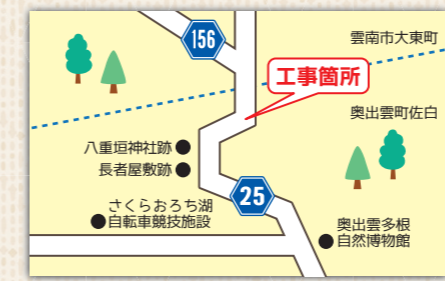 156
雲南市大東町
工事箇所
奥出雲町佐白
八重垣神社跡
長者屋敷跡
25
さくらおろち湖
自転車競技施設
奥出雲多根
自然博物館